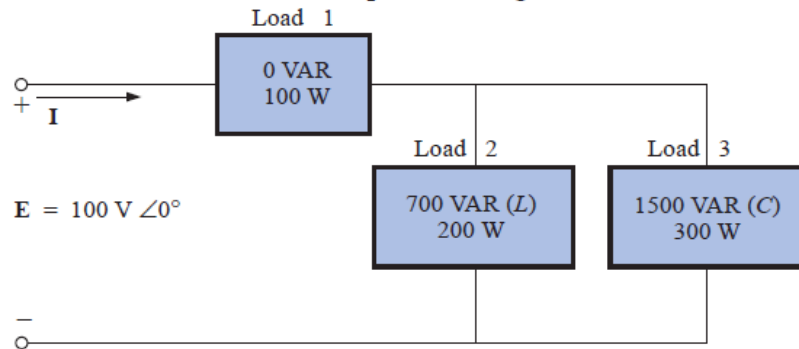 Load 1
0 VAR
100 W
+
I
Load 2
Load 3
E = 100 V ∠0°
700 VAR (L)
200 W
1500 VAR (C)
300 W
−